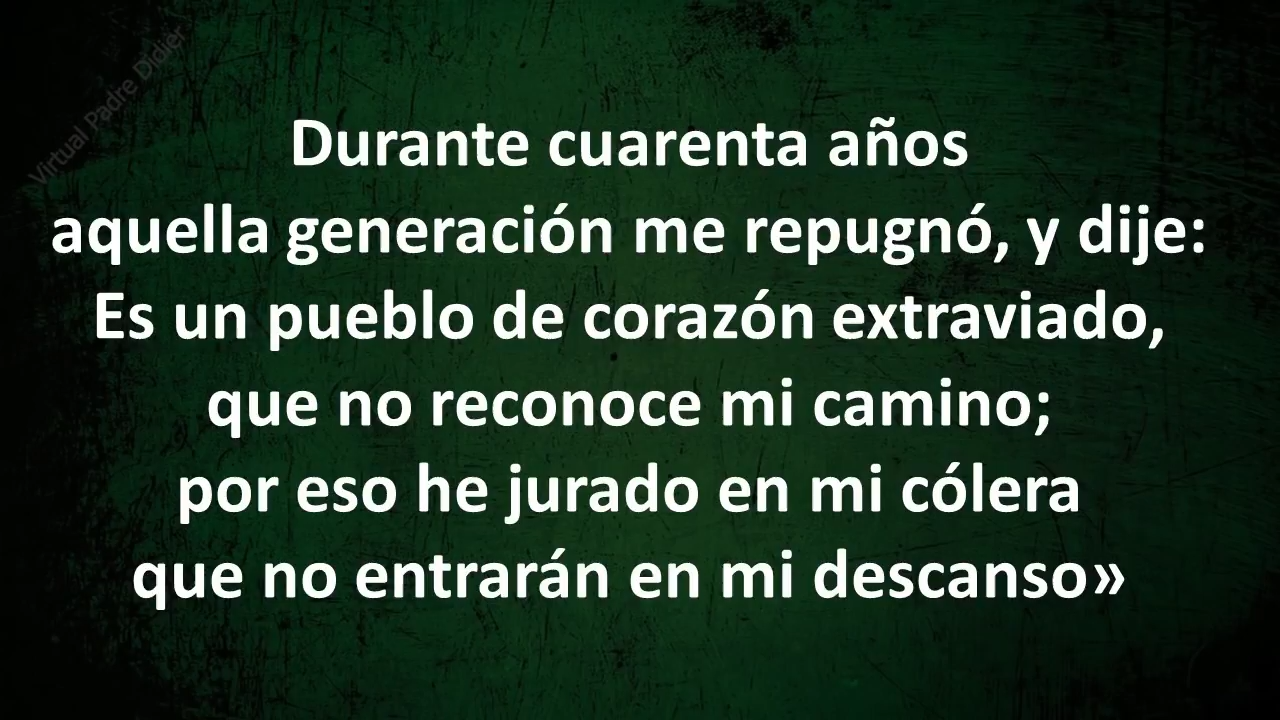 Virtual Padre Didier
Durante cuarenta años
aquella generación me repugnó, y dije:
Es un pueblo de corazón extraviado,
que no reconoce mi camino;
por eso he jurado en mi cólera
que no entrarán en mi descanso»